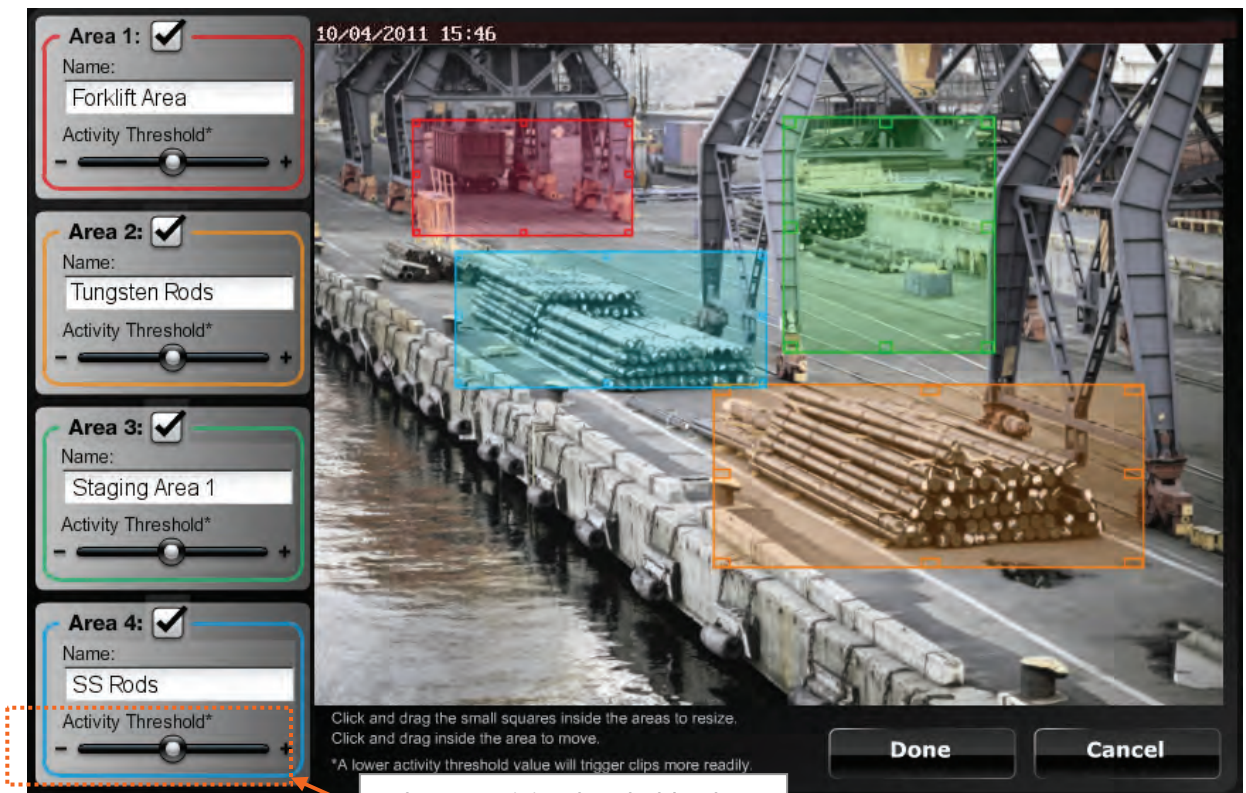 Area 1:
Name:
Forklift Area
Activity Threshold*
- +
Area 2:
Name:
Tungsten Rods
Activity Threshold*
- +
Area 3:
Name:
Staging Area 1
Activity Threshold*
- +
Area 4:
Name:
SS Rods
Activity Threshold*
- +
10/04/2011 15:46
Click and drag the small squares inside the areas to resize.
Click and drag inside the area to move.
*A lower activity threshold value will trigger clips more readily.
Done
Cancel